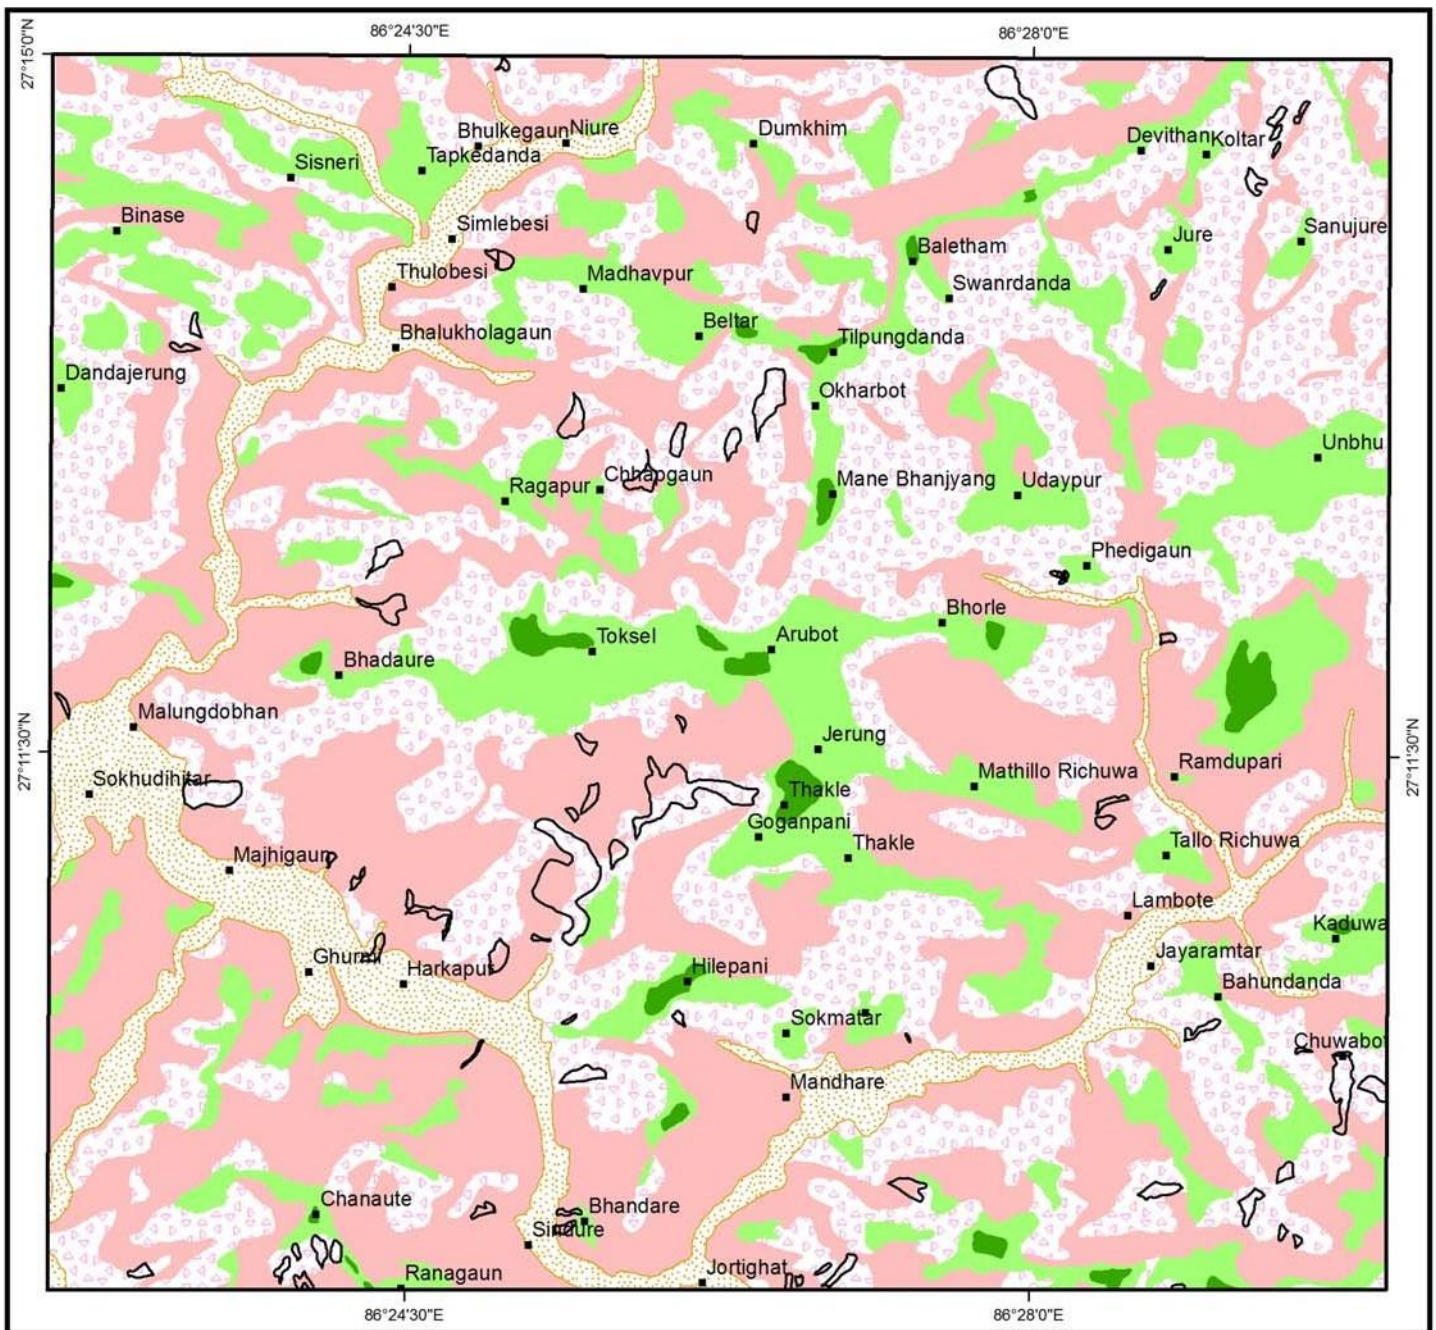 86°24'30"E
86°28'0"E
27°15'0"N
Bhulkegaun
Niure
Dumkhim
Devithan
Koltar
Tapkedanda
Sisneri
Binase
Simlebesi
Sanujure
Jure
Baletham
Thulobesi
Madhavpur
Swanrdanda
Beltar
Bhalukholagaun
Tilpungdanda
Dandajerung
Okharbot
Unbhu
Chhapgaun
Ragapur
Mane Bhanjyang
Udaypur
Phedigaun
Bhorle
Toksel
Arubot
Bhadaure
Malungdobhan
Jerung
27°11'30"N
27°11'30"N
Ramdupari
Mathillo Richuwa
Sokhudihitar
Thakle
Goganpani
Thakle
Tallo Richuwa
Majhigaun
Lambote
Kaduwa
Jayaramtar
Ghurmi
Harkapur
Hilepani
Bahundanda
Sokmatar
Chuwabot
Mandhare
Chanaute
Bhandare
Sindure
Ranagaun
Jortighat
86°24'30"E
86°28'0"E